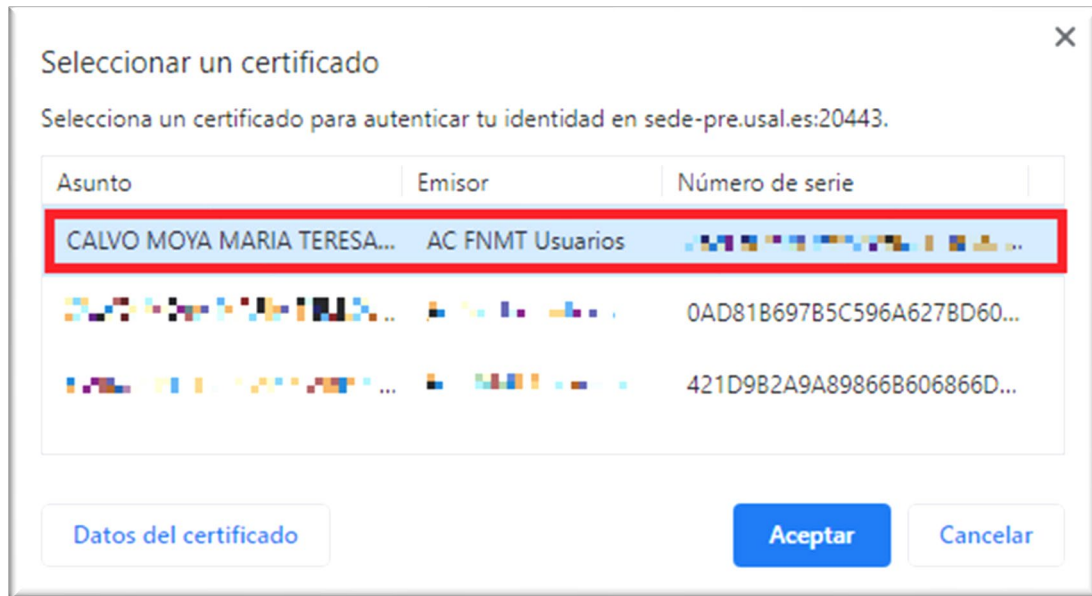 Seleccionar un certificado
Selecciona un certificado para autenticar tu identidad en sede-pre.usal.es:20443.
Asunto Emisor Número de serie
CALVO MOYA MARIA TERESA... AC FNMT Usuarios ...
... 0AD81B697B5C596A627BD60...
... 421D9B2A9A89866B606866D...
Datos del certificado Aceptar Cancelar